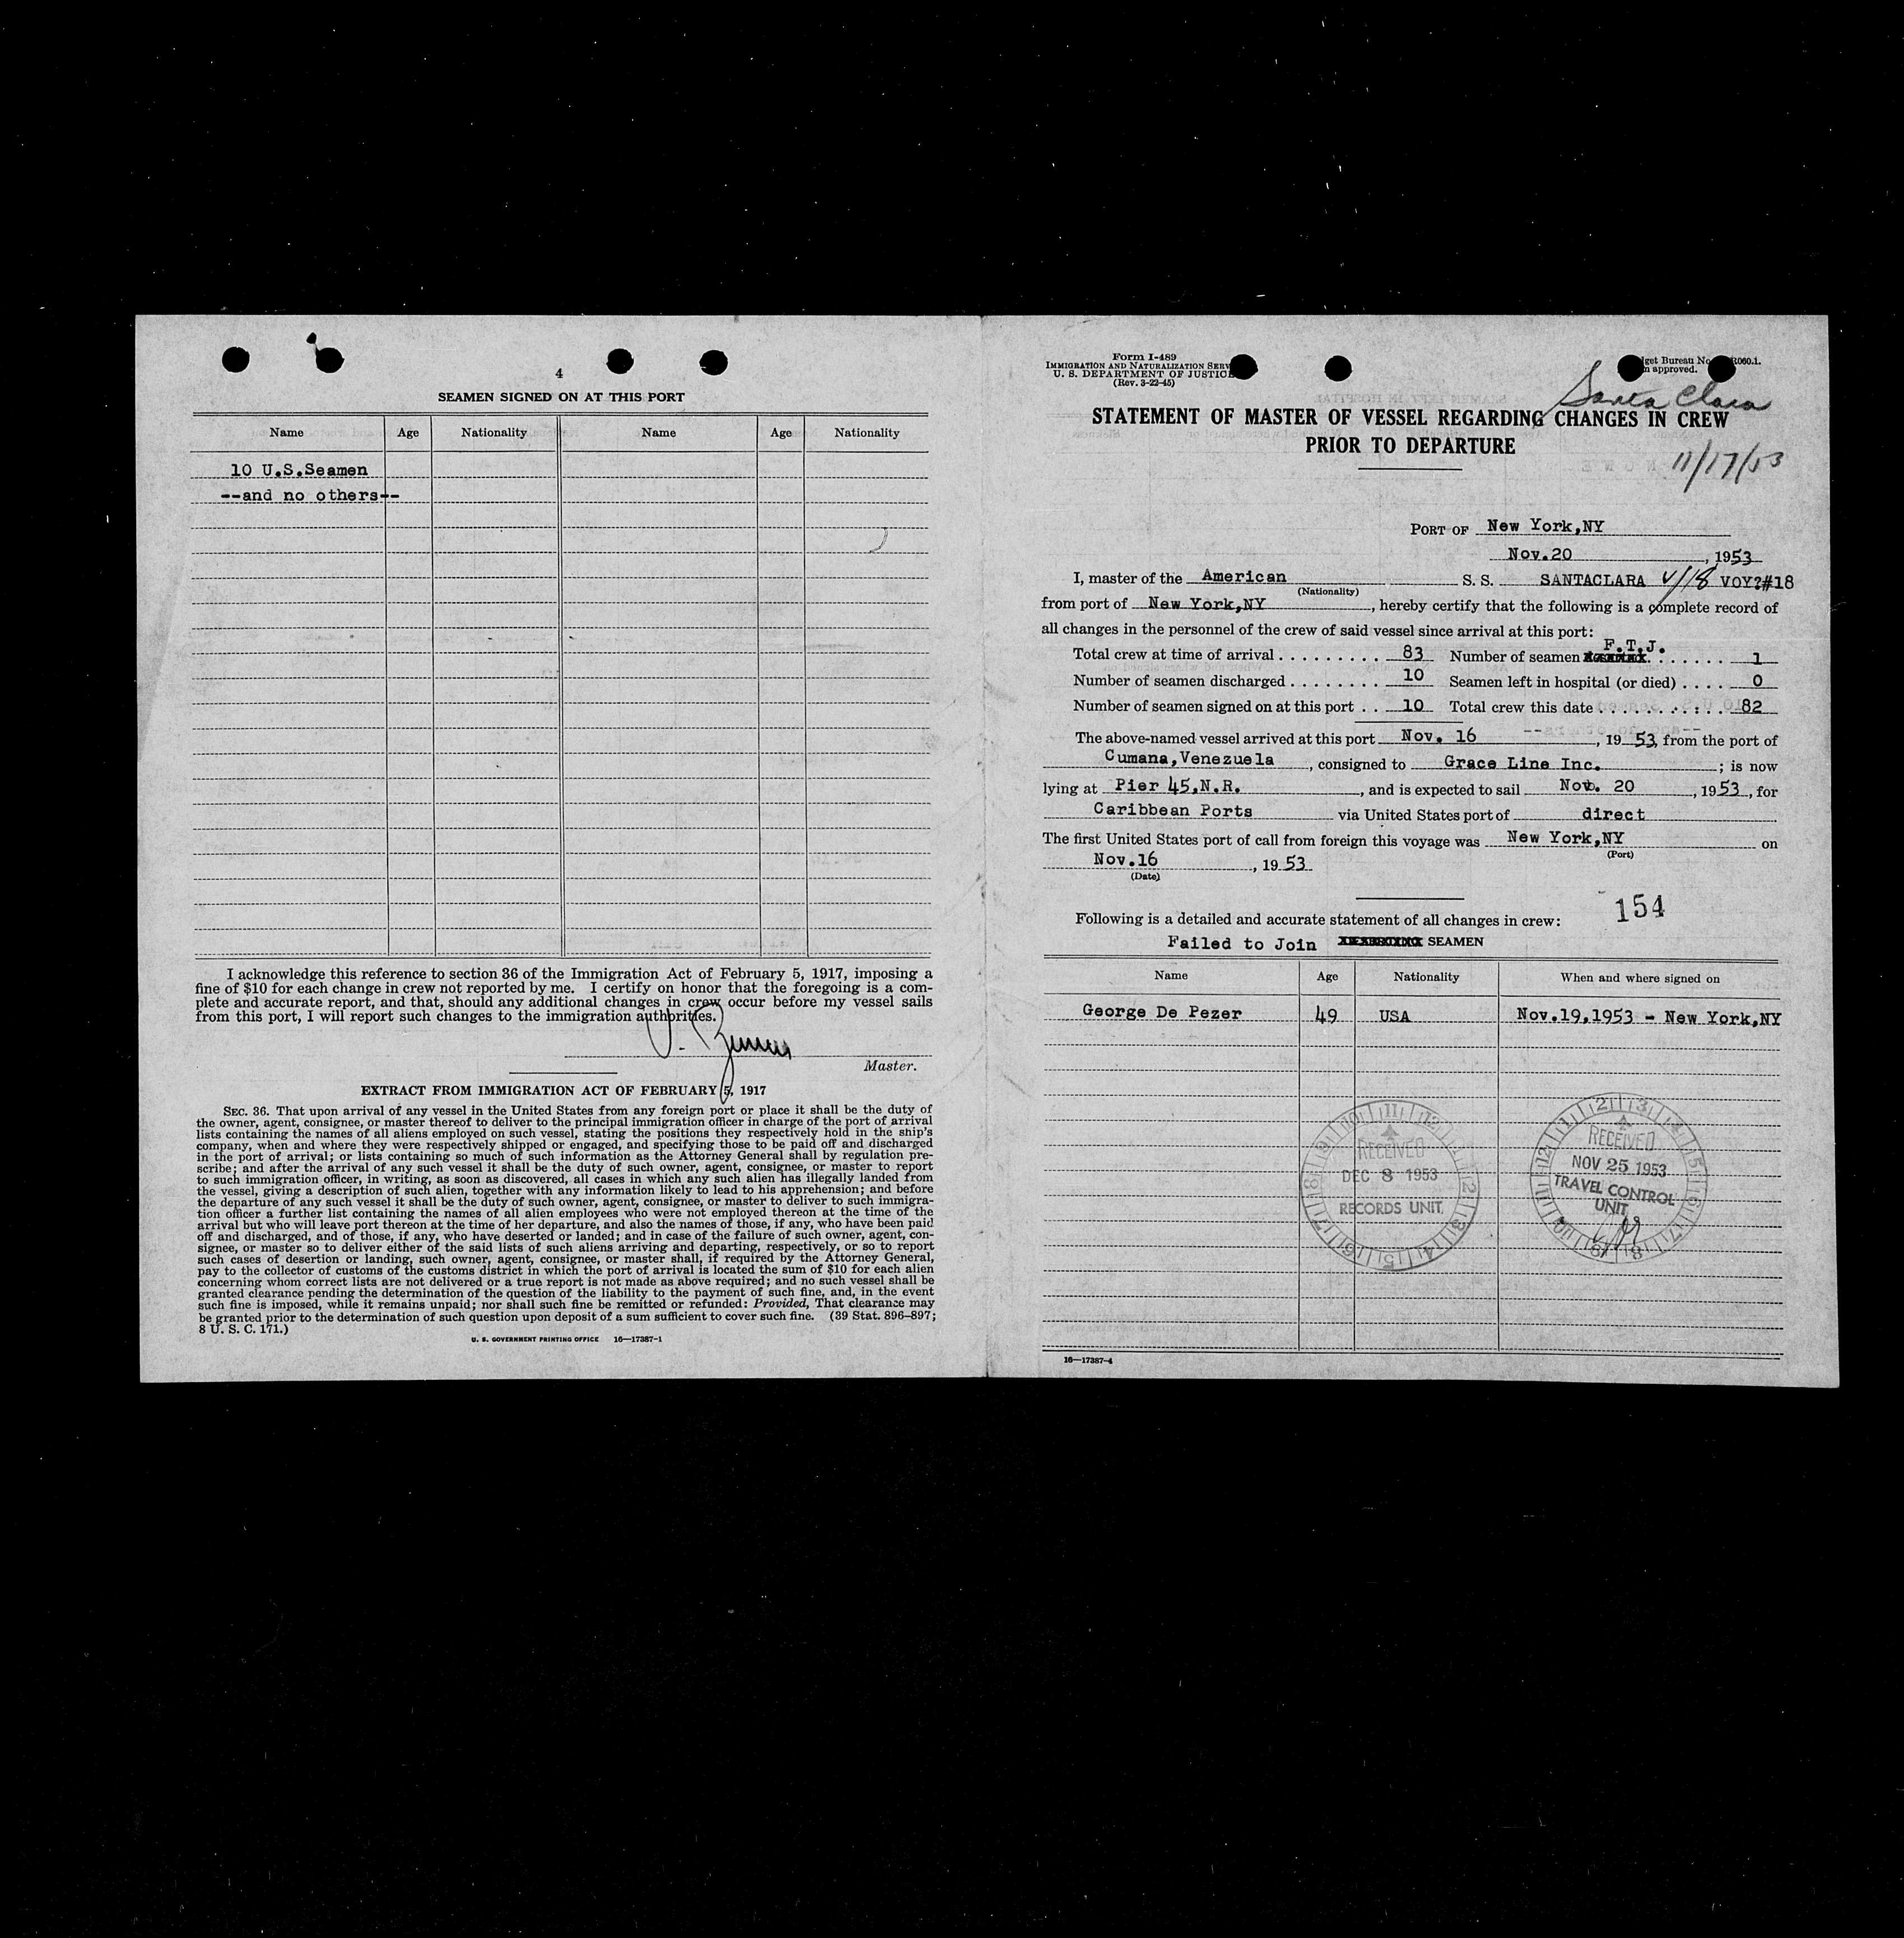 4
SEAMEN SIGNED ON AT THIS PORT
Name Age Nationality Name Age Nationality
10 U.S.Seamen
--and no others--
I acknowledge this reference to section 36 of the Immigration Act of February 5, 1917, imposing a
fine of $10 for each change in crew not reported by me. I certify on honor that the foregoing is a com-
plete and accurate report, and that, should any additional changes in crew occur before my vessel sails
from this port, I will report such changes to the immigration authorities.
Master.
EXTRACT FROM IMMIGRATION ACT OF FEBRUARY 5, 1917
SEC. 36. That upon arrival of any vessel in the United States from any foreign port or place it shall be the duty of
the owner, agent, consignee, or master thereof to deliver to the principal immigration officer in charge of the port of arrival
lists containing the names of all aliens employed on such vessel, stating the positions they respectively hold in the ship's
company, when and where they were respectively shipped or engaged, and specifying those to be paid off and discharged
in the port of arrival; or lists containing so much of such information as the Attorney General shall by regulation pre-
scribe; and after the arrival of any such vessel it shall be the duty of such owner, agent, consignee, or master to report
to such immigration officer, in writing, as soon as discovered, all cases in which any such alien has illegally landed from
the vessel, giving a description of such alien, together with any information likely to lead to his apprehension; and before
the departure of any such vessel it shall be the duty of such owner, agent, consignee, or master to deliver to such immigra-
tion officer a further list containing the names of all alien employees who were not employed thereon at the time of the
arrival but who will leave port thereon at the time of her departure, and also the names of those, if any, who have been paid
off and discharged, and of those, if any, who have deserted or landed; and in case of the failure of such owner, agent, con-
signee, or master so to deliver either of the said lists of such aliens arriving and departing, respectively, or so to report
such cases of desertion or landing, such owner, agent, consignee, or master shall, if required by the Attorney General,
pay to the collector of customs of the customs district in which the port of arrival is located the sum of $10 for each alien
concerning whom correct lists are not delivered or a true report is not made as above required; and no such vessel shall be
granted clearance pending the determination of the question of the liability to the payment of such fine, and, in the event
such fine is imposed, while it remains unpaid; nor shall such fine be remitted or refunded: Provided, That clearance may
be granted prior to the determination of such question upon deposit of a sum sufficient to cover such fine. (39 Stat. 896-897;
8 U. S. C. 171.)
U. S. GOVERNMENT PRINTING OFFICE 16—17387-1
Form I-489
IMMIGRATION AND NATURALIZATION SERV
U. S. DEPARTMENT OF JUSTICE
(Rev. 3-22-45)
get Bureau No. R060.1.
approved.
Santa Clara
STATEMENT OF MASTER OF VESSEL REGARDING CHANGES IN CREW
PRIOR TO DEPARTURE
11/17/53
PORT OF New York,NY
Nov.20, 1953
I, master of the American S. S. SANTACLARA V/18 VOY?#18
(Nationality)
from port of New York,NY, hereby certify that the following is a complete record of
all changes in the personnel of the crew of said vessel since arrival at this port:
F.T.J.
Total crew at time of arrival . . . . . . . . . . 83 Number of seamen . . . . . . . 1
Number of seamen discharged . . . . . . . . 10 Seamen left in hospital (or died) . . . . 0
Number of seamen signed on at this port . . 10 Total crew this date . . . . . . . . . . . 82
The above-named vessel arrived at this port Nov. 16, 1953, from the port of
Cumana,Venezuela, consigned to Grace Line Inc.; is now
lying at Pier 45,N.R., and is expected to sail Nov. 20, 1953, for
Caribbean Ports via United States port of direct
The first United States port of call from foreign this voyage was New York,NY on
(Port)
Nov.16, 1953
(Date)
154
Following is a detailed and accurate statement of all changes in crew:
Failed to Join SEAMEN
Name Age Nationality When and where signed on
George De Pezer 49 USA Nov.19,1953 - New York,NY
RECEIVED
DEC 8 1953
RECORDS UNIT
RECEIVED
NOV 25 1953
TRAVEL CONTROL
UNIT
16—17387-4